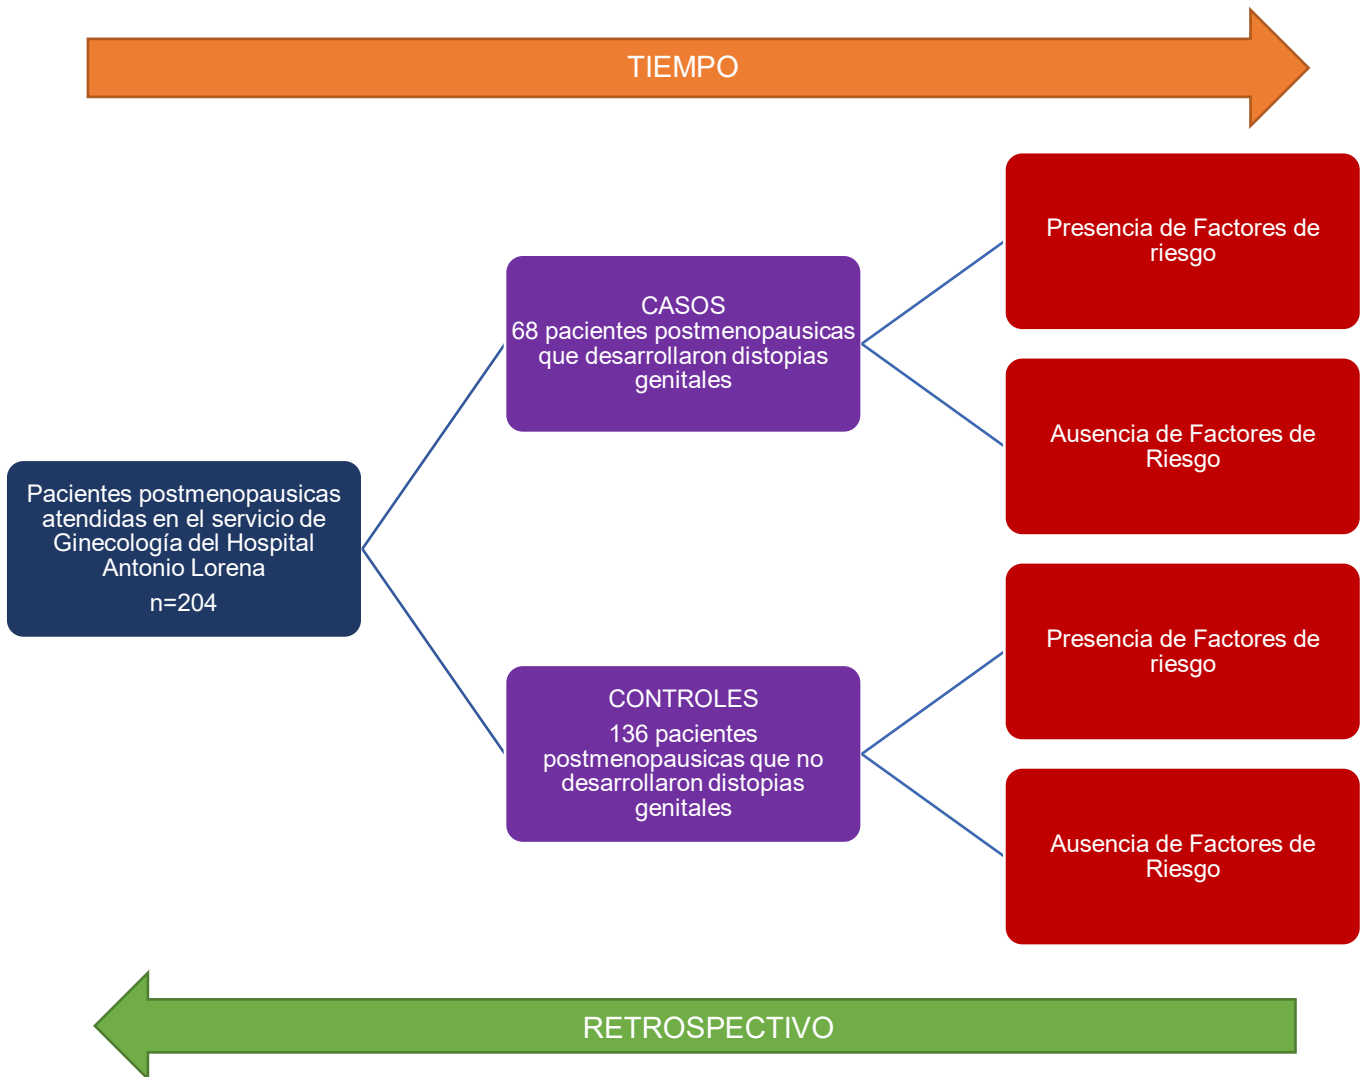 TIEMPO
Pacientes postmenopausicas
atendidas en el servicio de
Ginecología del Hospital
Antonio Lorena
n=204
CASOS
68 pacientes postmenopausicas
que desarrollaron distopias
genitales
CONTROLES
136 pacientes
postmenopausicas que no
desarrollaron distopias
genitales
Presencia de Factores de
riesgo
Ausencia de Factores de
Riesgo
Presencia de Factores de
riesgo
Ausencia de Factores de
Riesgo
RETROSPECTIVO